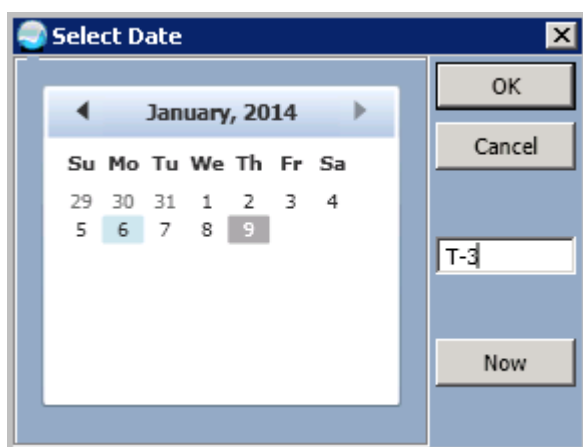 Select Date
January, 2014
Su Mo Tu We Th Fr Sa
29 30 31 1 2 3 4
5 6 7 8 9
OK
Cancel
T-3
Now